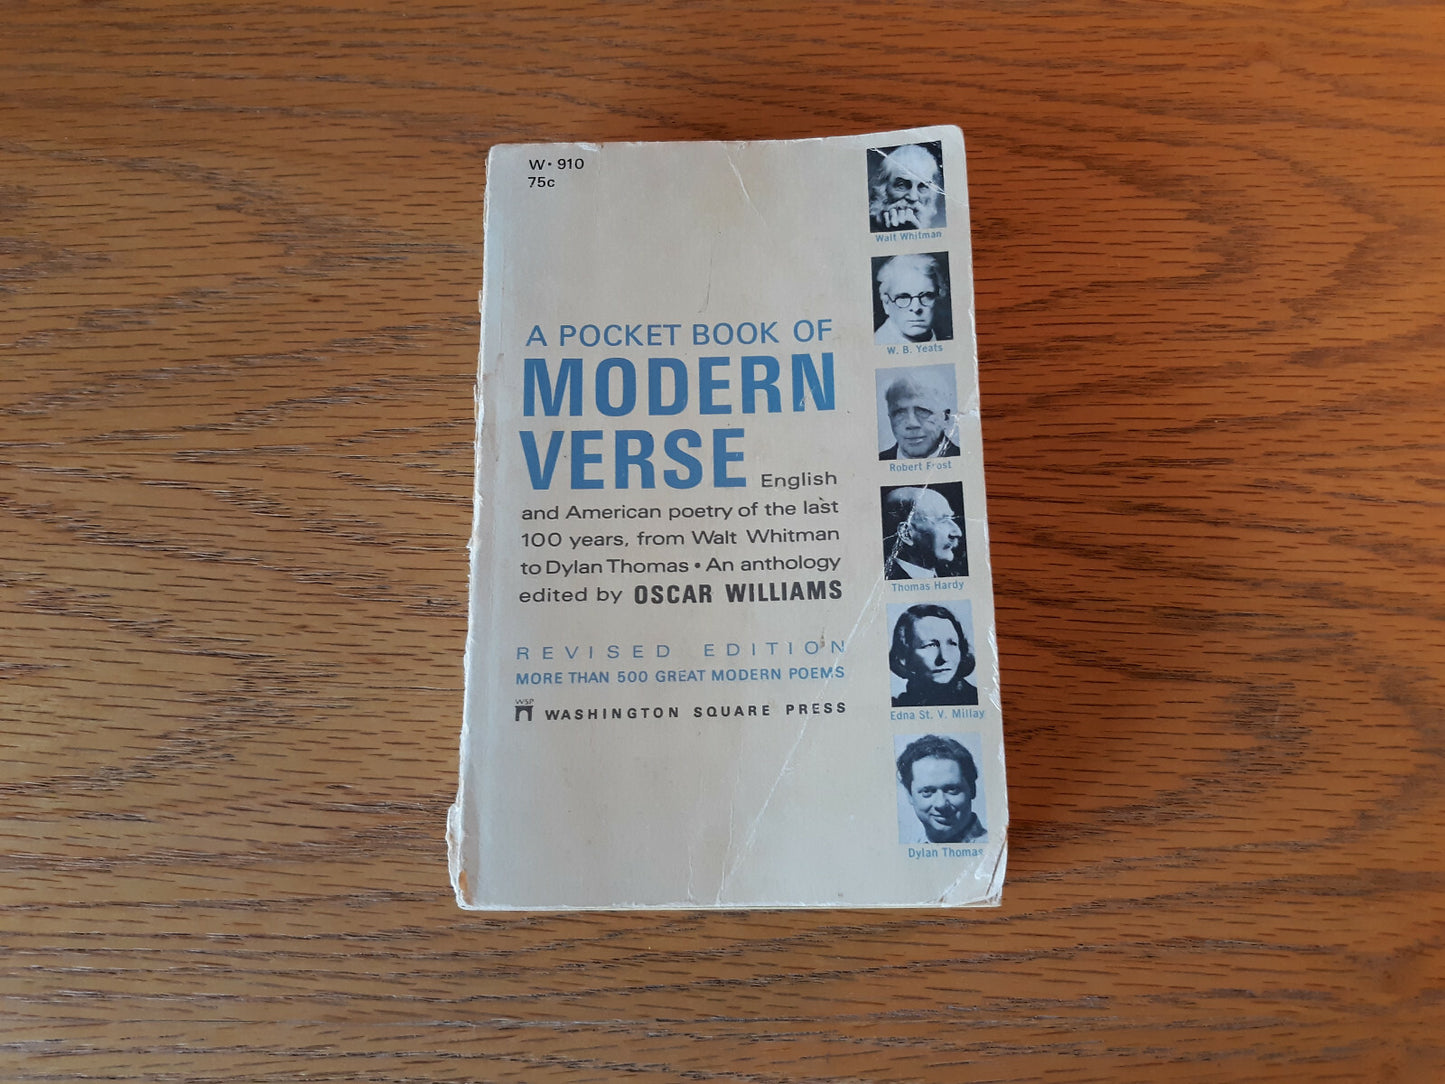 W • 910
75c
A POCKET BOOK OF
MODERN
VERSE English
and American poetry of the last
100 years, from Walt Whitman
to Dylan Thomas • An anthology
edited by OSCAR WILLIAMS
REVISED EDITION
MORE THAN 500 GREAT MODERN POEMS
WSP
WASHINGTON SQUARE PRESS
Walt Whitman
W. B. Yeats
Robert Frost
Thomas Hardy
Edna St. V. Millay
Dylan Thomas